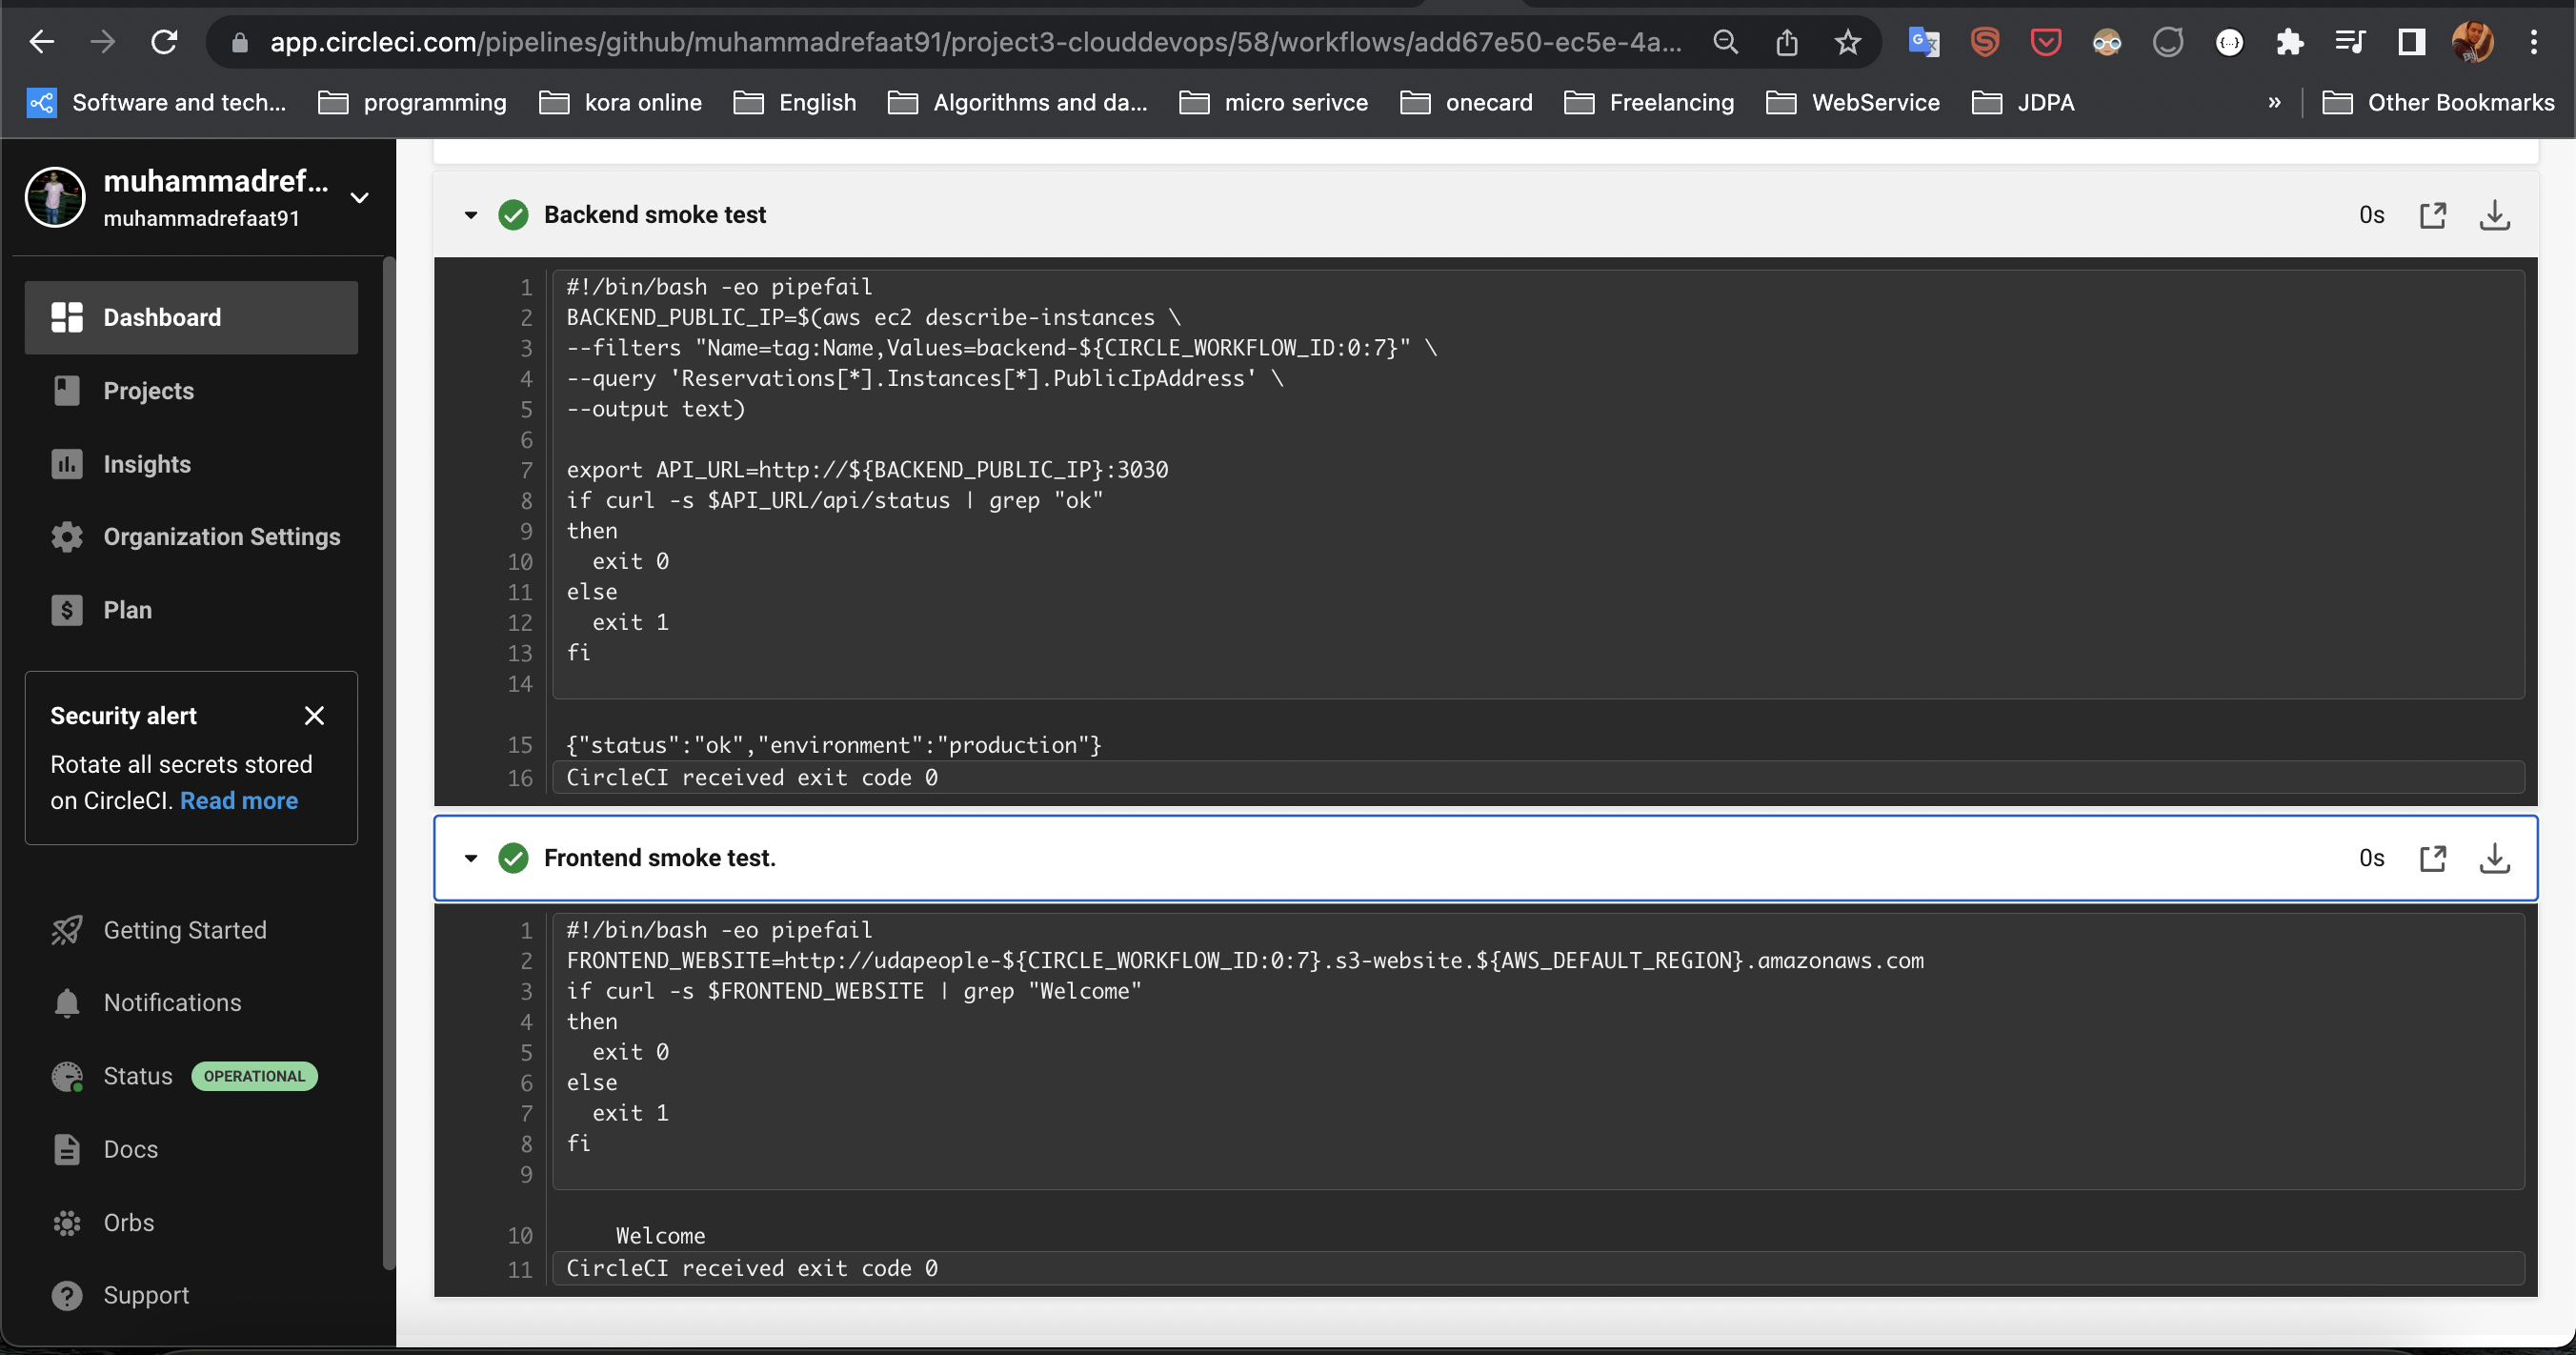 app.circleci.com/pipelines/github/muhammadrefaat91/project3-clouddevops/58/workflows/add67e50-ec5e-4a...
Software and tech...
programming
kora online
English
Algorithms and da...
micro serivce
onecard
Freelancing
WebService
JDPA
»
Other Bookmarks
muhammadref...
muhammadrefaat91
Dashboard
Projects
Insights
Organization Settings
Plan
Security alert
Rotate all secrets stored
on CircleCI. Read more
Getting Started
Notifications
Status OPERATIONAL
Docs
Orbs
Support
Backend smoke test
0s
1 #!/bin/bash -eo pipefail
2 BACKEND_PUBLIC_IP=$(aws ec2 describe-instances \
3 --filters "Name=tag:Name,Values=backend-${CIRCLE_WORKFLOW_ID:0:7}" \
4 --query 'Reservations[*].Instances[*].PublicIpAddress' \
5 --output text)
6
7 export API_URL=http://${BACKEND_PUBLIC_IP}:3030
8 if curl -s $API_URL/api/status | grep "ok"
9 then
10   exit 0
11 else
12   exit 1
13 fi
14
15 {"status":"ok","environment":"production"}
16 CircleCI received exit code 0
Frontend smoke test.
0s
1 #!/bin/bash -eo pipefail
2 FRONTEND_WEBSITE=http://udapeople-${CIRCLE_WORKFLOW_ID:0:7}.s3-website.${AWS_DEFAULT_REGION}.amazonaws.com
3 if curl -s $FRONTEND_WEBSITE | grep "Welcome"
4 then
5   exit 0
6 else
7   exit 1
8 fi
9
10     Welcome
11 CircleCI received exit code 0